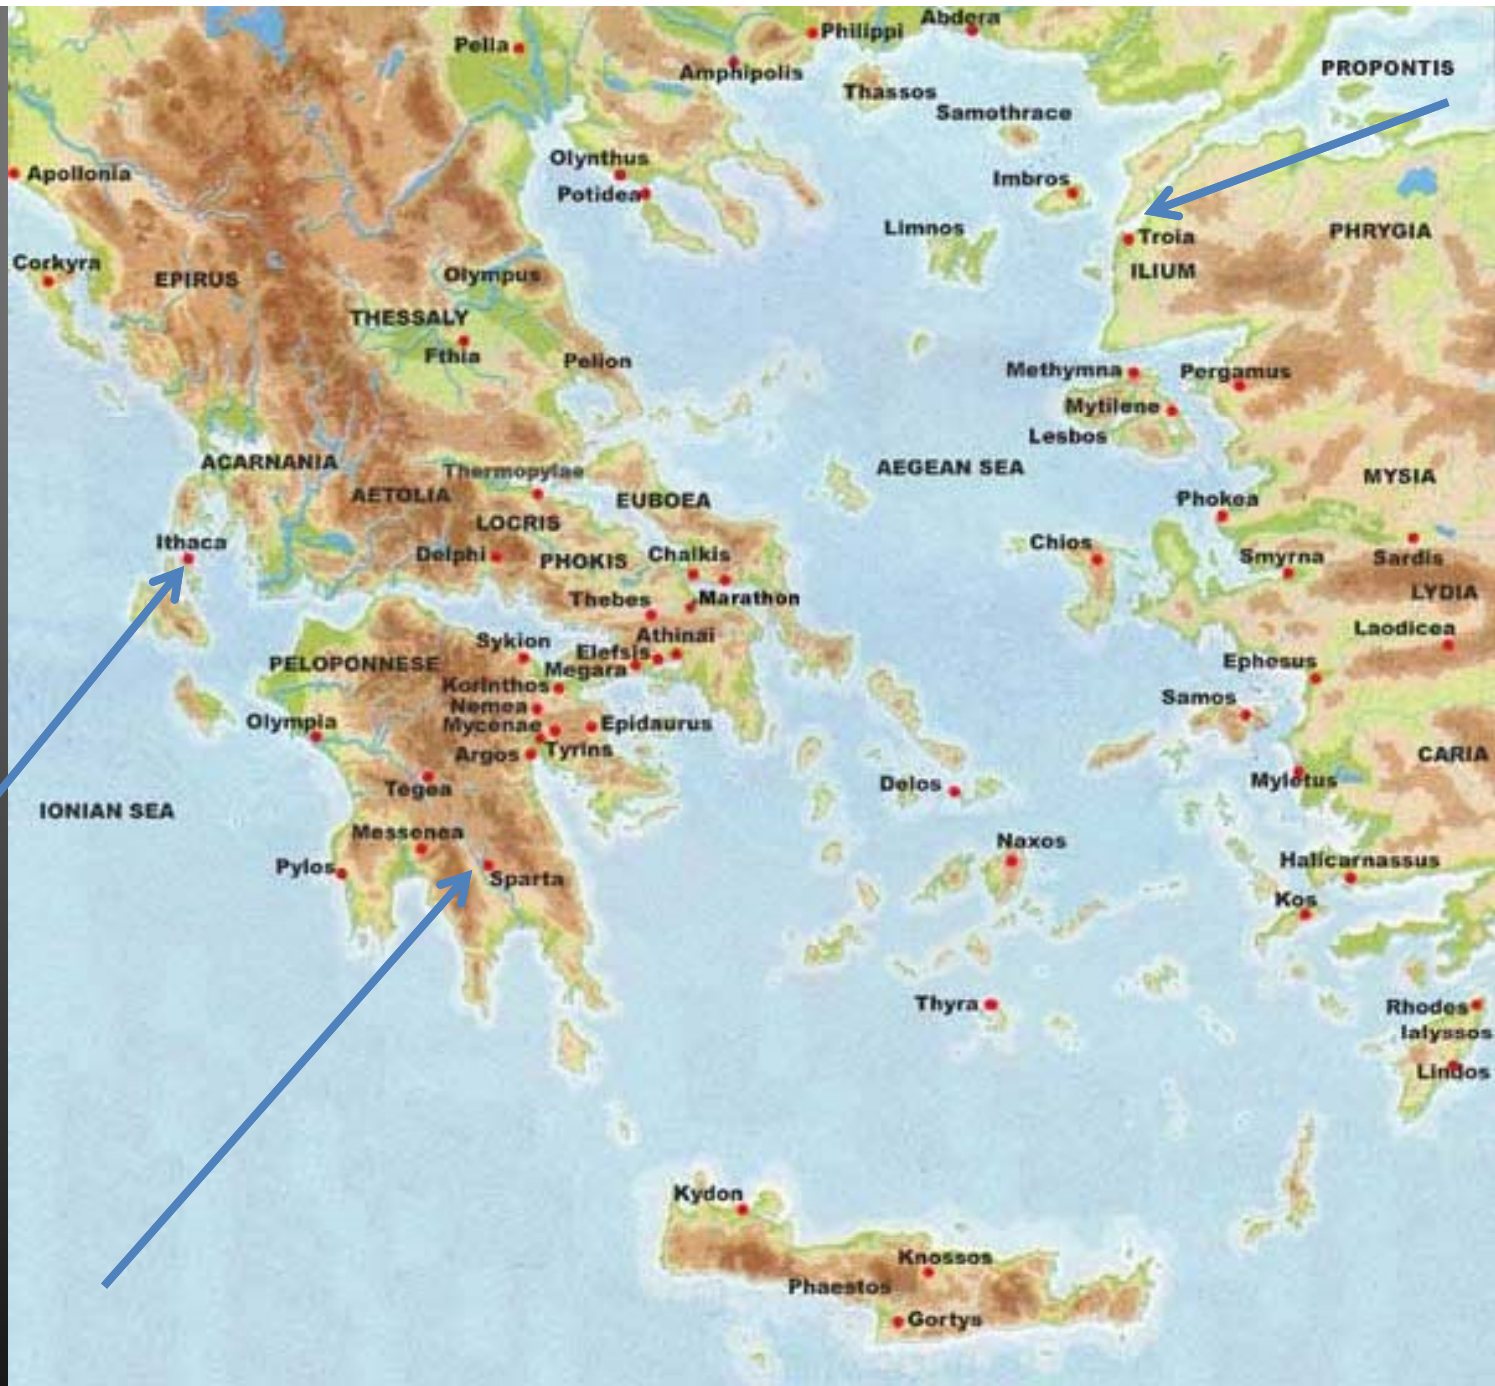 Abdera
Philippi
Pella
PROPONTIS
Amphipolis
Thassos
Samothrace
Olynthus
Apollonia
Imbros
Potidea
Limnos
PHRYGIA
Troia
Corkyra
ILIUM
Olympus
EPIRUS
THESSALY
Fthia
Pelion
Methymna
Pergamus
Mytilene
Lesbos
ACARNANIA
AEGEAN SEA
Thermopylae
MYSIA
AETOLIA
EUBOEA
Phokea
LOCRIS
Ithaca
Chios
Delphi
PHOKIS
Chalkis
Smyrna
Sardis
LYDIA
Thebes
Marathon
Laodicea
Athinai
Sykion
Elefsis
PELOPONNESE
Megara
Ephesus
Korinthos
Samos
Nemea
Olympia
Mycenae
Epidaurus
Argos
Tyrins
CARIA
Myletus
Delos
Tegea
IONIAN SEA
Messenea
Naxos
Pylos
Halicarnassus
Sparta
Kos
Thyra
Rhodes
Ialyssos
Lindos
Kydon
Knossos
Phaestos
Gortys